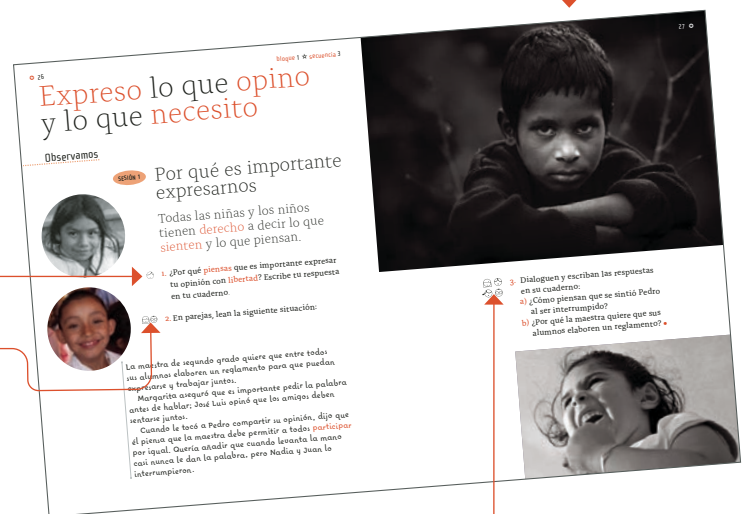 26
bloque 1 secuencia 3
Expreso lo que opino
y lo que necesito
Observamos
SESIÓN 1
Por qué es importante
expresarnos
Todas las niñas y los niños
tienen derecho a decir lo que
sienten y lo que piensan.
1. ¿Por qué piensas que es importante expresar
tu opinión con libertad? Escribe tu respuesta
en tu cuaderno.
2. En parejas, lean la siguiente situación:
La maestra de segundo grado quiere que entre todos
sus alumnos elaboren un reglamento para que puedan
expresarse y trabajar juntos.
Margarita aseguró que es importante pedir la palabra
antes de hablar; José Luis opinó que los amigos deben
sentarse juntos.
Cuando le tocó a Pedro compartir su opinión, dijo que
él piensa que la maestra debe permitir a todos participar
por igual. Quería añadir que cuando levanta la mano
casi nunca le dan la palabra, pero Nadia y Juan lo
interrumpieron.
27
3. Dialoguen y escriban las respuestas
en su cuaderno:
a) ¿Cómo piensan que se sintió Pedro
al ser interrumpido?
b) ¿Por qué la maestra quiere que sus
alumnos elaboren un reglamento?